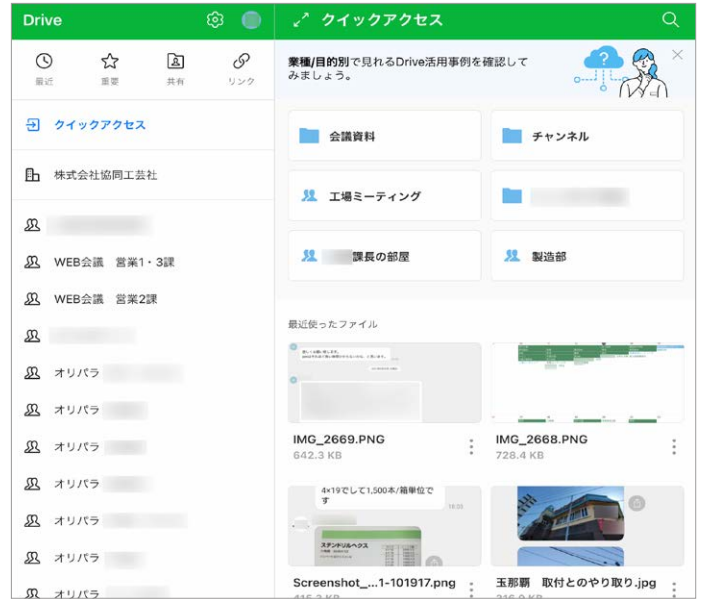 Drive
最近
重要
共有
リンク
クイックアクセス
株式会社協同工芸社
WEB会議 営業1・3課
WEB会議 営業2課
オリパラ
オリパラ
オリパラ
オリパラ
オリパラ
オリパラ
オリパラ
クイックアクセス
業種/目的別で見れるDrive活用事例を確認して
みましょう。
会議資料
チャンネル
工場ミーティング
課長の部屋
製造部
最近使ったファイル
IMG_2669.PNG
642.3 KB
IMG_2668.PNG
728.4 KB
4×19でして1,500本/箱単位で
す
16:25
ステンドリルヘクス
Screenshot_...1-101917.png
415.3 KB
玉那覇 取付とのやり取り.jpg
316.9 KB